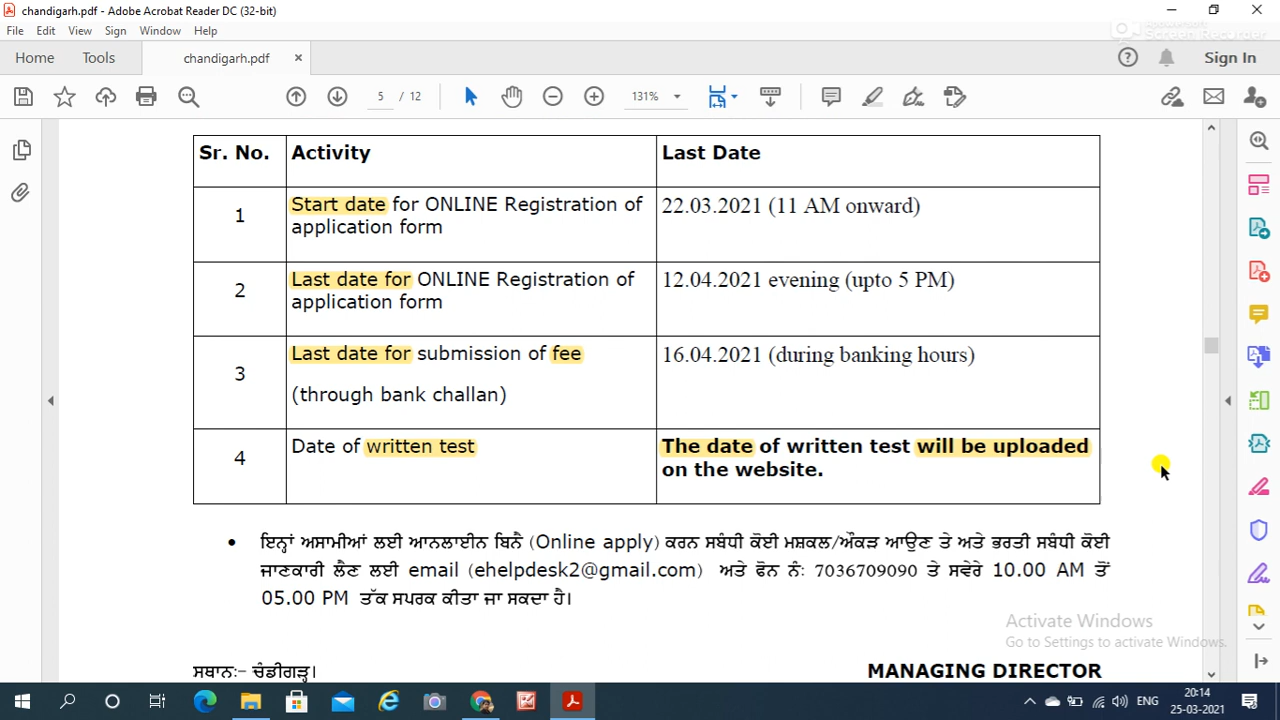 chandigarh.pdf - Adobe Acrobat Reader DC (32-bit)
File Edit View Sign Window Help
Home Tools chandigarh.pdf × Sign In
5 / 12 131%
Sr. No. Activity Last Date
1 Start date for ONLINE Registration of application form 22.03.2021 (11 AM onward)
2 Last date for ONLINE Registration of application form 12.04.2021 evening (upto 5 PM)
3 Last date for submission of fee (through bank challan) 16.04.2021 (during banking hours)
4 Date of written test The date of written test will be uploaded on the website.
• ਇਨ੍ਹਾਂ ਅਸਾਮੀਆਂ ਲਈ ਆਨਲਾਈਨ ਬਿਨੈ (Online apply) ਕਰਨ ਸਬੰਧੀ ਕੋਈ ਮੁਸ਼ਕਲ/ਔਕੜ ਆਉਣ ਤੇ ਅਤੇ ਭਰਤੀ ਸਬੰਧੀ ਕੋਈ
ਜਾਣਕਾਰੀ ਲੈਣ ਲਈ email (ehelpdesk2@gmail.com) ਅਤੇ ਫੋਨ ਨੰ: 7036709090 ਤੇ ਸਵੇਰੇ 10.00 AM ਤੋਂ
05.00 PM ਤੱਕ ਸਪਰਕ ਕੀਤਾ ਜਾ ਸਕਦਾ ਹੈ।
Activate Windows
Go to Settings to activate Windows.
ਸਥਾਨ:- ਚੰਡੀਗੜ੍ਹ। MANAGING DIRECTOR
ENG 20:14
25-03-2021